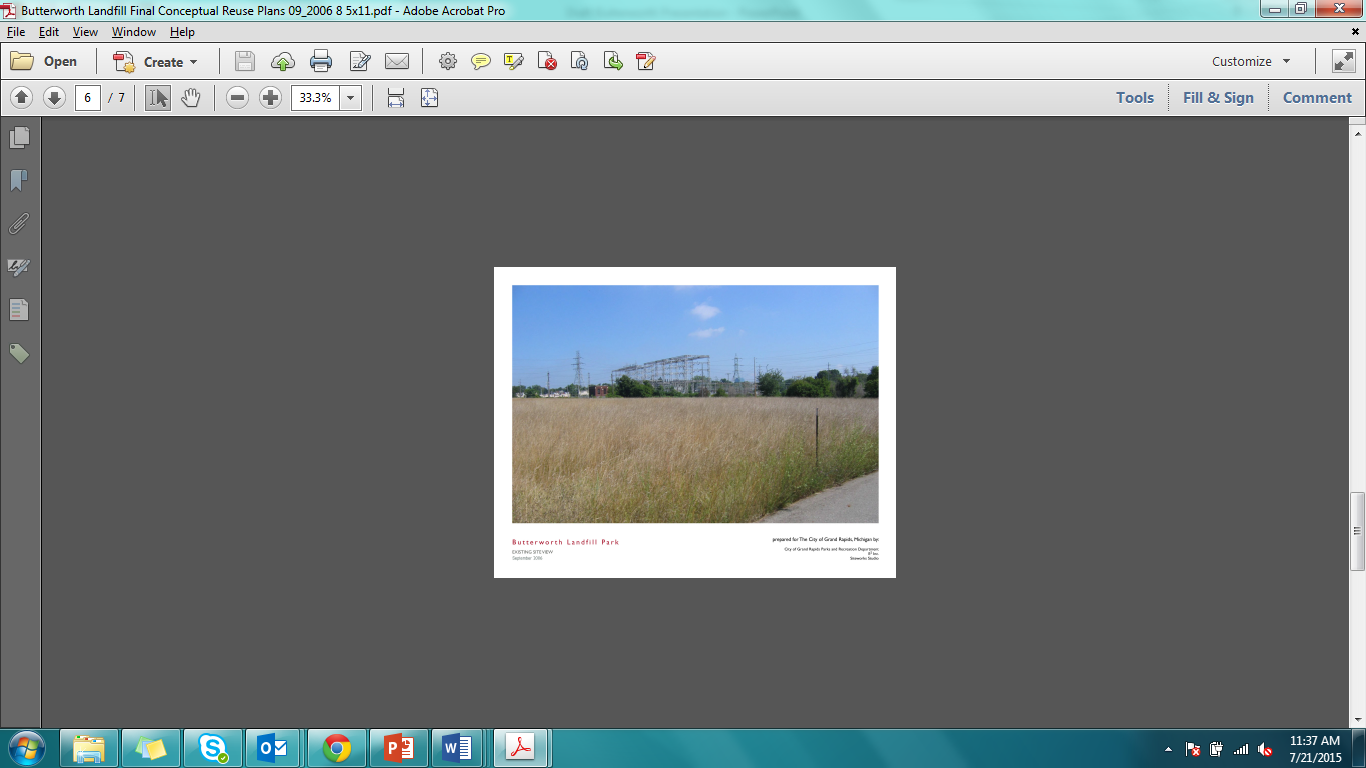 Butterworth Landfill Final Conceptual Reuse Plans 09_2006 8 5x11.pdf - Adobe Acrobat Pro
File Edit View Window Help
Open Create Customize
6 / 7 33.3% Tools Fill & Sign Comment
Butterworth Landfill Park
EXISTING SITE VIEW
September 2006
prepared for The City of Grand Rapids, Michigan by:
City of Grand Rapids Parks and Recreation Department
Siteworks Studio
11:37 AM
7/21/2015